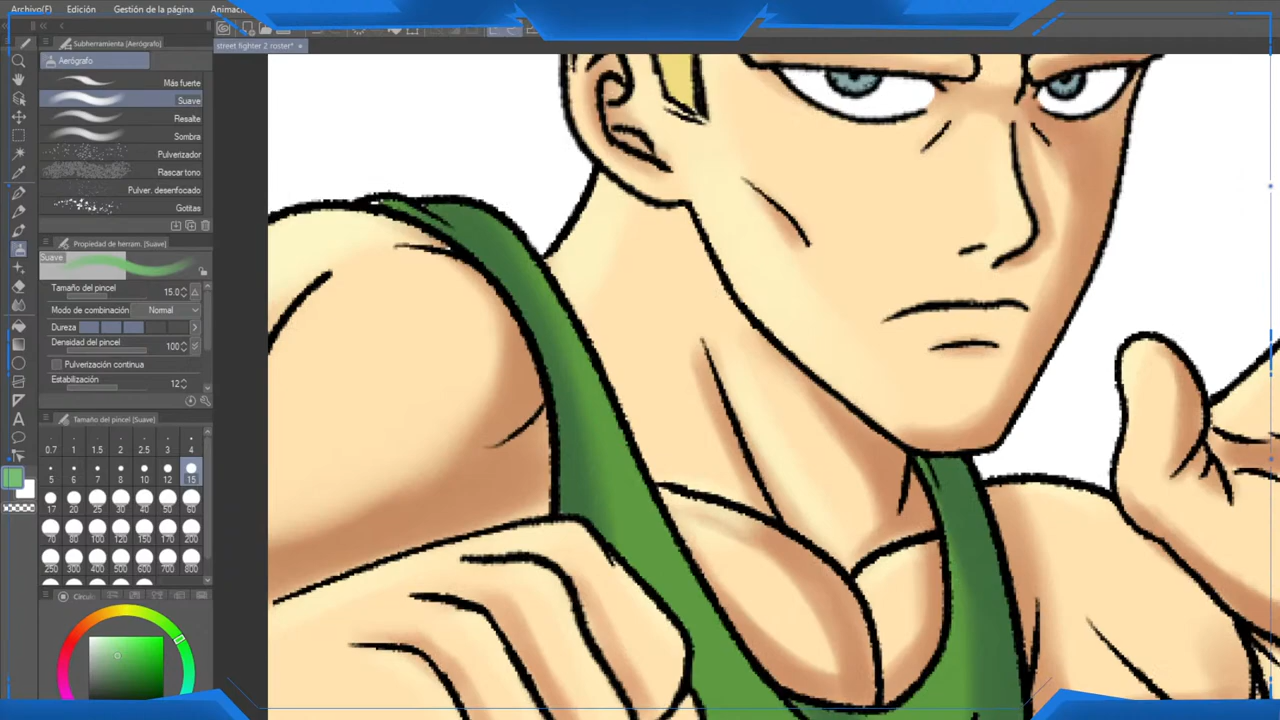 Archivo(F) Edición Gestión de la página Animaci
street fighter 2 roster*
Subherramienta [Aerógrafo]
Aerógrafo
Más fuerte
Suave
Resalte
Sombra
Pulverizador
Rascar tono
Pulver. desenfocado
Gotitas
Propiedad de herram. [Suave]
Suave
Tamaño del pincel 15.0
Modo de combinación Normal
Dureza
Densidad del pincel 100
Pulverización continua
Estabilización 12
Tamaño del pincel [Suave]
0.7 1 1.5 2 2.5 3 4
5 6 7 8 10 12 15
17 20 25 30 40 50 60
70 80 100 120 150 170 200
250 300 400 500 600 700 800
Círculo